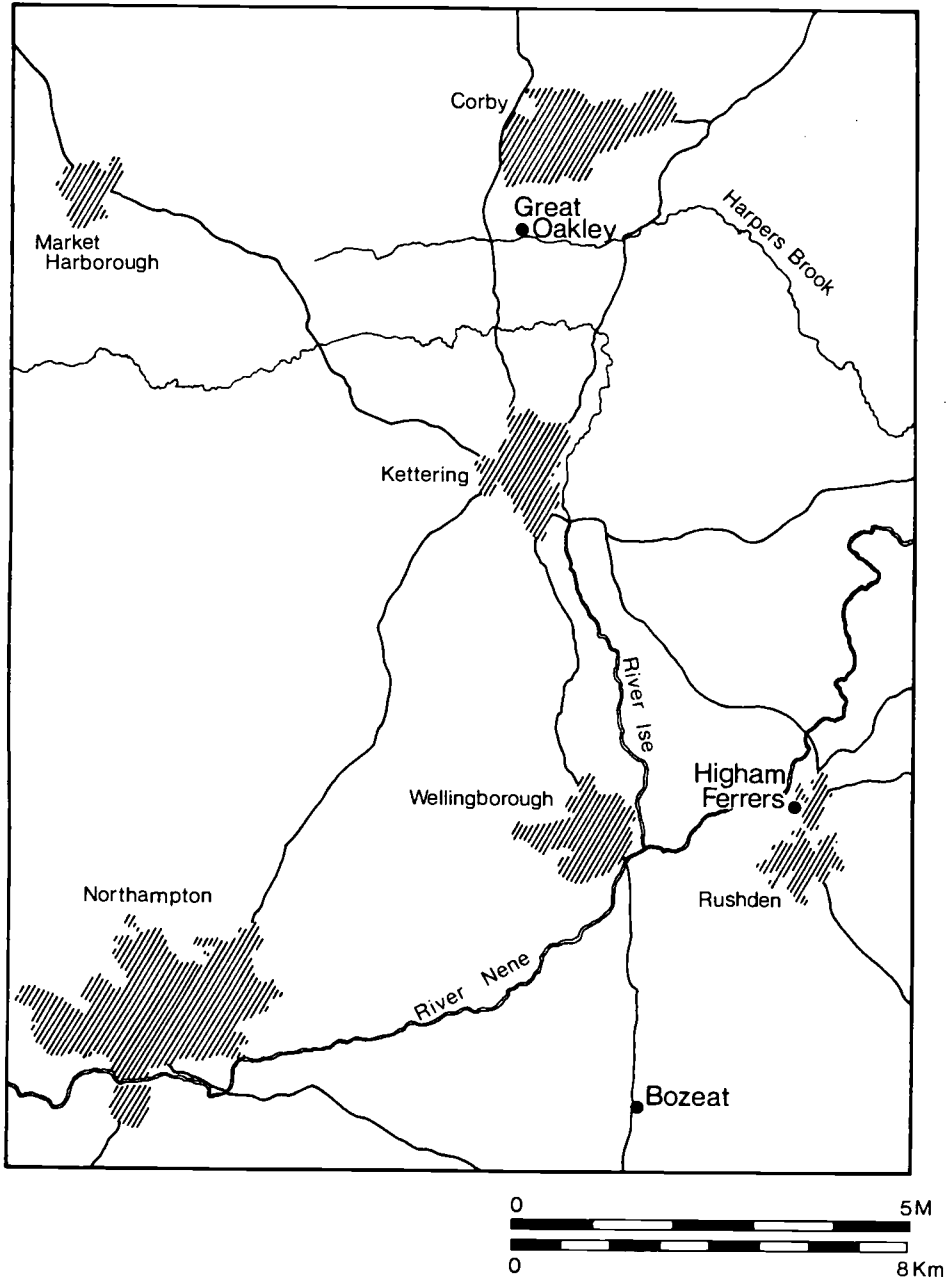 Corby
Great
Oakley
Market
Harborough
Harpers Brook
Kettering
River Ise
Higham
Ferrers
Wellingborough
Northampton
Rushden
River Nene
Bozeat
0 5M
0 8Km